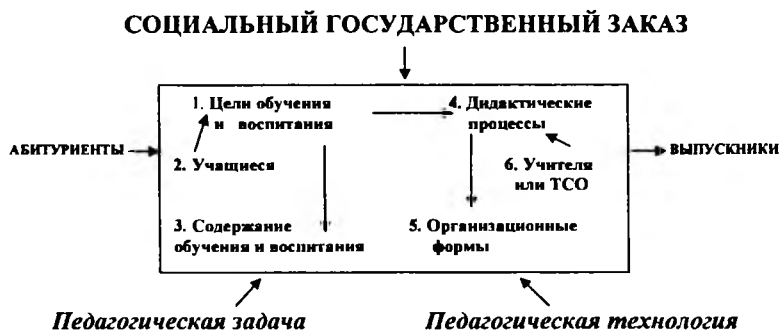 СОЦИАЛЬНЫЙ ГОСУДАРСТВЕННЫЙ ЗАКАЗ
1. Цели обучения
и воспитания
4. Дидактические
процессы
АБИТУРИЕНТЫ
ВЫПУСКНИКИ
2. Учащиеся
6. Учителя
или ТСО
3. Содержание
обучения и воспитания
5. Организационные
формы
Педагогическая задача
Педагогическая технология